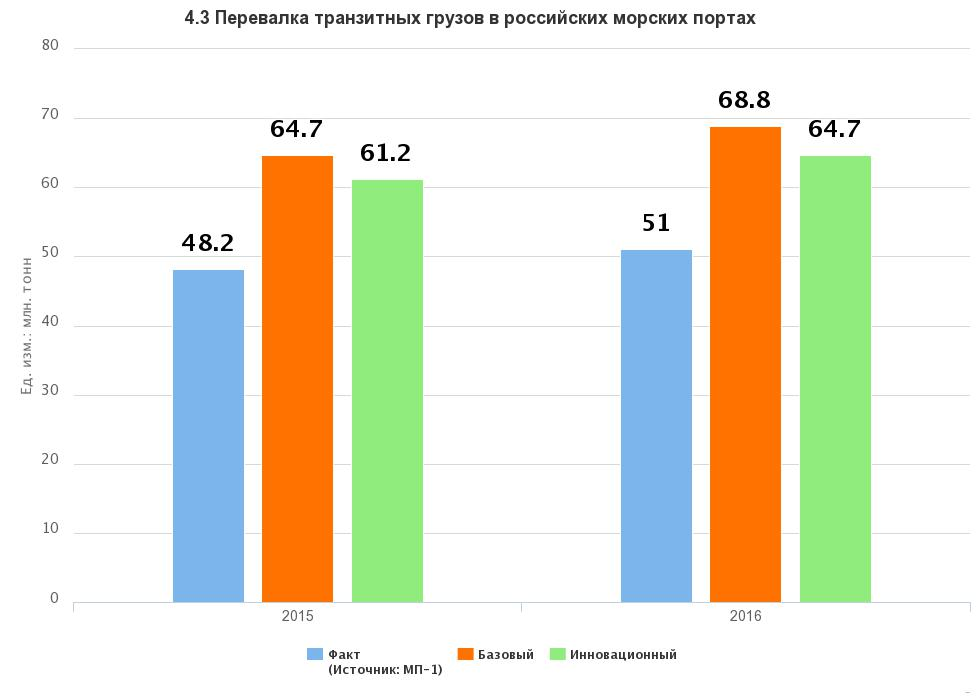 4.3 Перевалка транзитных грузов в российских морских портах
Ед. изм.: млн. тонн
80
70
60
50
40
30
20
10
0
48.2
64.7
61.2
51
68.8
64.7
2015
2016
Факт
(Источник: МП-1)
Базовый
Инновационный